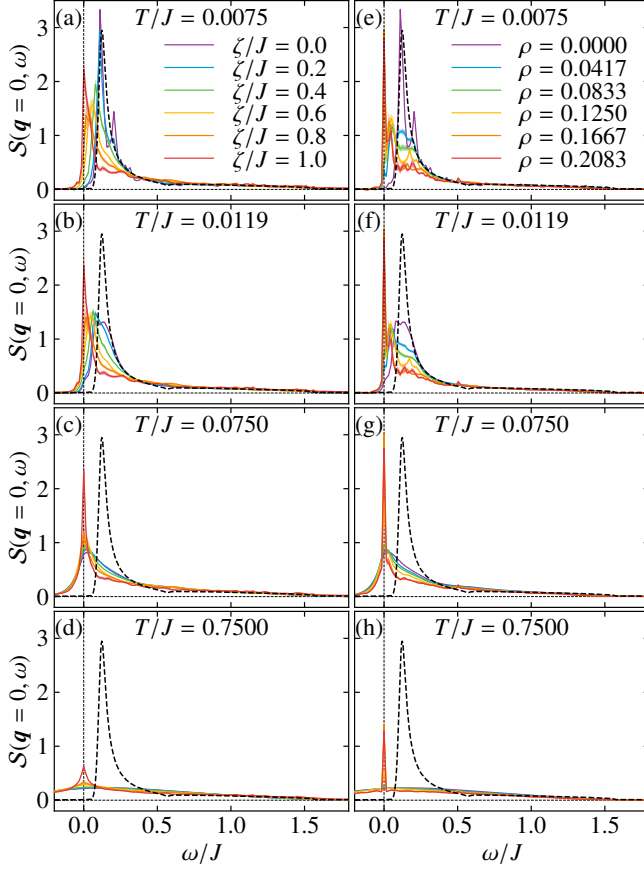 (a) T/J = 0.0075
ζ/J = 0.0
ζ/J = 0.2
ζ/J = 0.4
ζ/J = 0.6
ζ/J = 0.8
ζ/J = 1.0
S(q = 0, ω)
3
2
1
0
(e) T/J = 0.0075
ρ = 0.0000
ρ = 0.0417
ρ = 0.0833
ρ = 0.1250
ρ = 0.1667
ρ = 0.2083
(b) T/J = 0.0119
S(q = 0, ω)
3
2
1
0
(f) T/J = 0.0119
(c) T/J = 0.0750
S(q = 0, ω)
3
2
1
0
(g) T/J = 0.0750
(d) T/J = 0.7500
S(q = 0, ω)
3
2
1
0
(h) T/J = 0.7500
0.0 0.5 1.0 1.5 0.0 0.5 1.0 1.5
ω/J ω/J